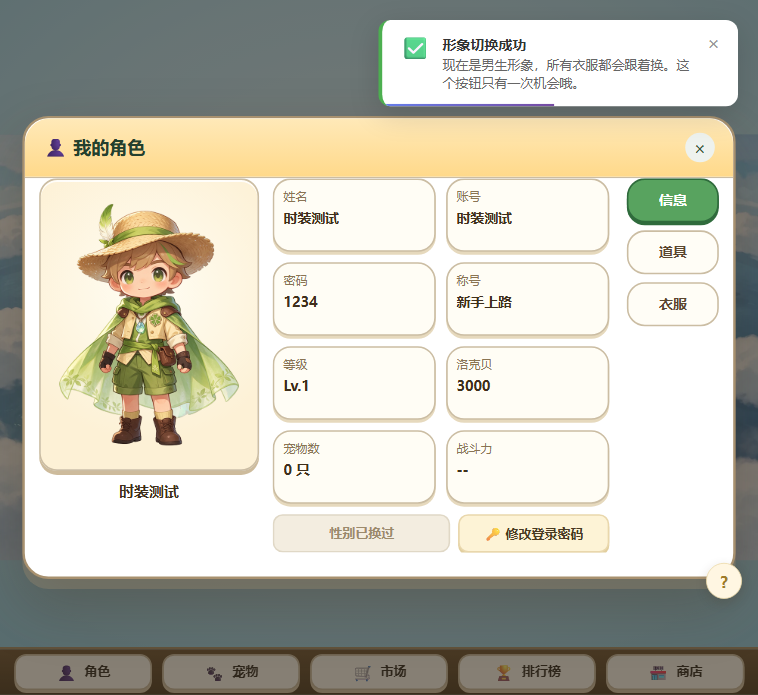 形象切换成功
现在是男生形象，所有衣服都会跟着换。这
个按钮只有一次机会哦。
我的角色
姓名
时装测试
账号
时装测试
信息
密码
1234
称号
新手上路
道具
等级
Lv.1
洛克贝
3000
衣服
宠物数
0 只
战斗力
--
时装测试
性别已换过
修改登录密码
?
角色
宠物
市场
排行榜
商店